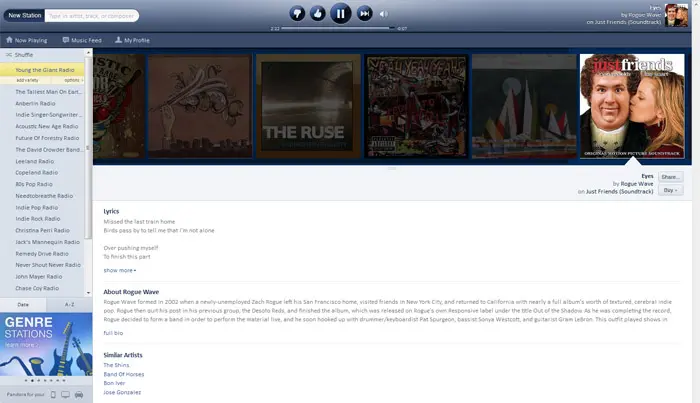 New Station
Type in artist, track, or composer
2:22
-0:07
Eyes
by Rogue Wave
on Just Friends (Soundtrack)
Now Playing
Music Feed
My Profile
Shuffle
Young the Giants Radio
add variety
options
The Tallest Man On Eart...
Anberlin Radio
Indie Singer-Songwriter...
Acoustic New Age Radio
Future Of Forestry Radio
The David Crowder Band...
Leeland Radio
Copeland Radio
80s Pop Radio
Needtobreathe Radio
Indie Pop Radio
Indie Rock Radio
Christina Perri Radio
Jack's Mannequin Radio
Remedy Drive Radio
Never Shout Never Radio
John Mayer Radio
Chase Coy Radio
Date
A-Z
GENRE
STATIONS
learn more
Pandora for your
THE RUSE
just friends
ORIGINAL MOTION PICTURE SOUNDTRACK
Eyes
by Rogue Wave
on Just Friends (Soundtrack)
Share...
Buy
Lyrics
Missed the last train home
Birds pass by to tell me that I'm not alone
Over pushing myself
To finish this part
show more
About Rogue Wave
Rogue Wave formed in 2002 when a newly-unemployed Zach Rogue left his San Francisco home, visited friends in New York City, and returned to California with nearly a full album's worth of textured, cerebral indie
pop. Rogue then quit his post in his previous group, the Desoto Reds, and finished the album, which was released on Rogue's own Responsive label under the title Out of the Shadow. As he was completing the record,
Rogue decided to form a band in order to perform the material live, and he soon hooked up with drummer/keyboardist Pat Spurgeon, bassist Sonya Westcott, and guitarist Gram LeBron. This outfit played shows in
full bio
Similar Artists
The Shins
Band Of Horses
Bon Iver
Jose Gonzalez